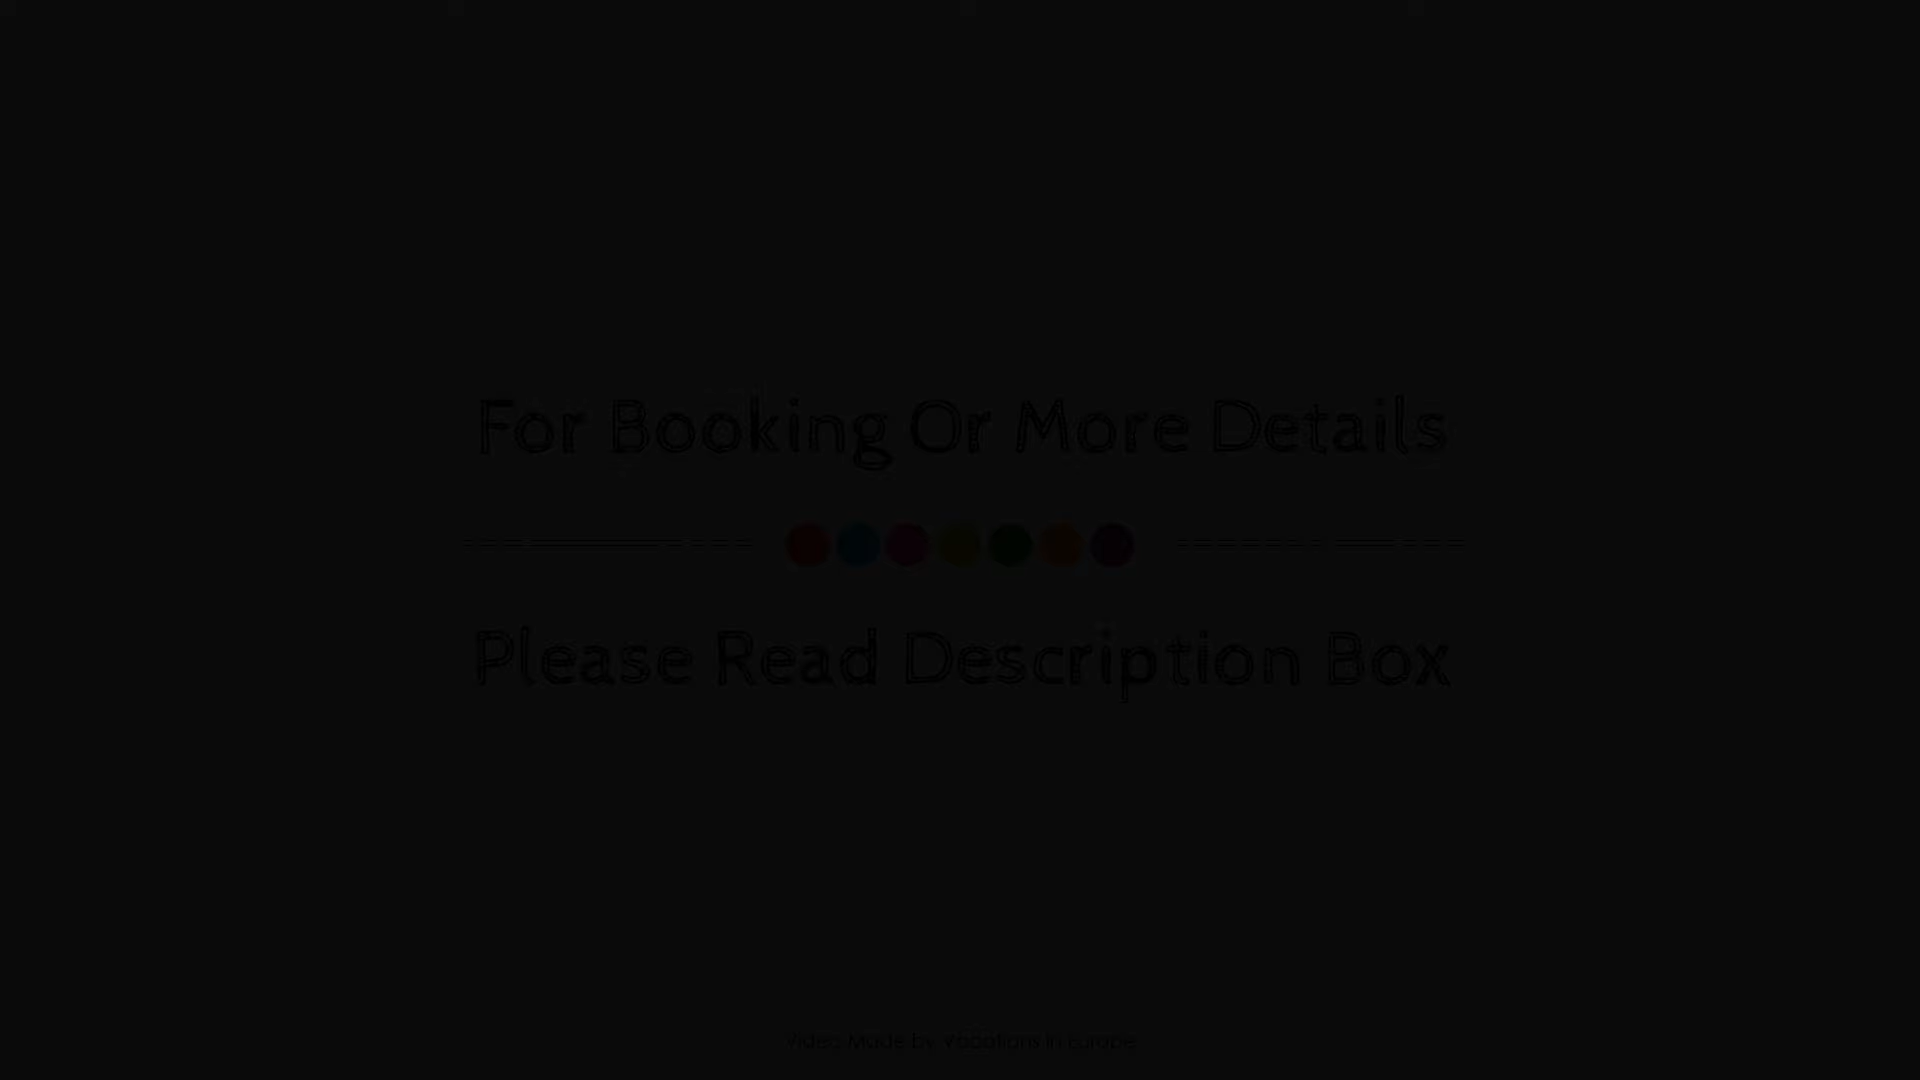 For Booking Or More Details
Please Read Description Box
Video Made by Vacations in Europe